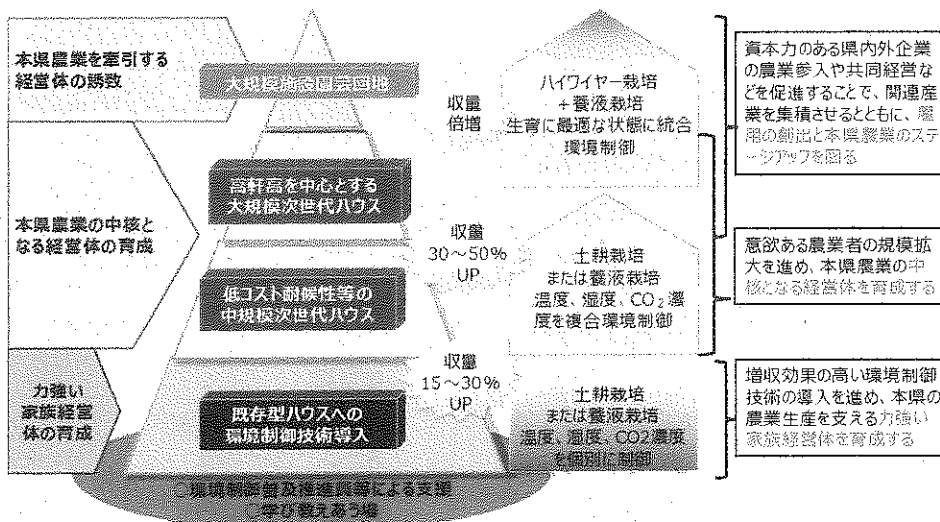 本県農業を牽引する
経営体の誘致
大規模施設園芸団地
収量
倍増
ハイワイヤー栽培
+養液栽培
生育に最適な状態に統合
環境制御
資本力のある県内外企業
の農業参入や共同経営な
どを促進することで、関連産
業を集積させるとともに、雇
用の創出と本県農業のステ
ージアップを図る
本県農業の中核と
なる経営体の育成
高軒高を中心とする
大規模次世代ハウス
収量
30~50%
UP
低コスト耐候性等の
中規模次世代ハウス
土耕栽培
または養液栽培
温度、湿度、CO₂濃
度を複合環境制御
意欲ある農業者の規模拡
大を進め、本県農業の中
核となる経営体を育成する
力強い
家族経営
体の育成
収量
15~30%
UP
既存型ハウスへの
環境制御技術導入
土耕栽培
または養液栽培
温度、湿度、CO2濃度
を個別に制御
増収効果の高い環境制御
技術の導入を進め、本県の
農業生産を支える力強い
家族経営体を育成する
○環境制御普及推進員等による支援
○学び教えあう場